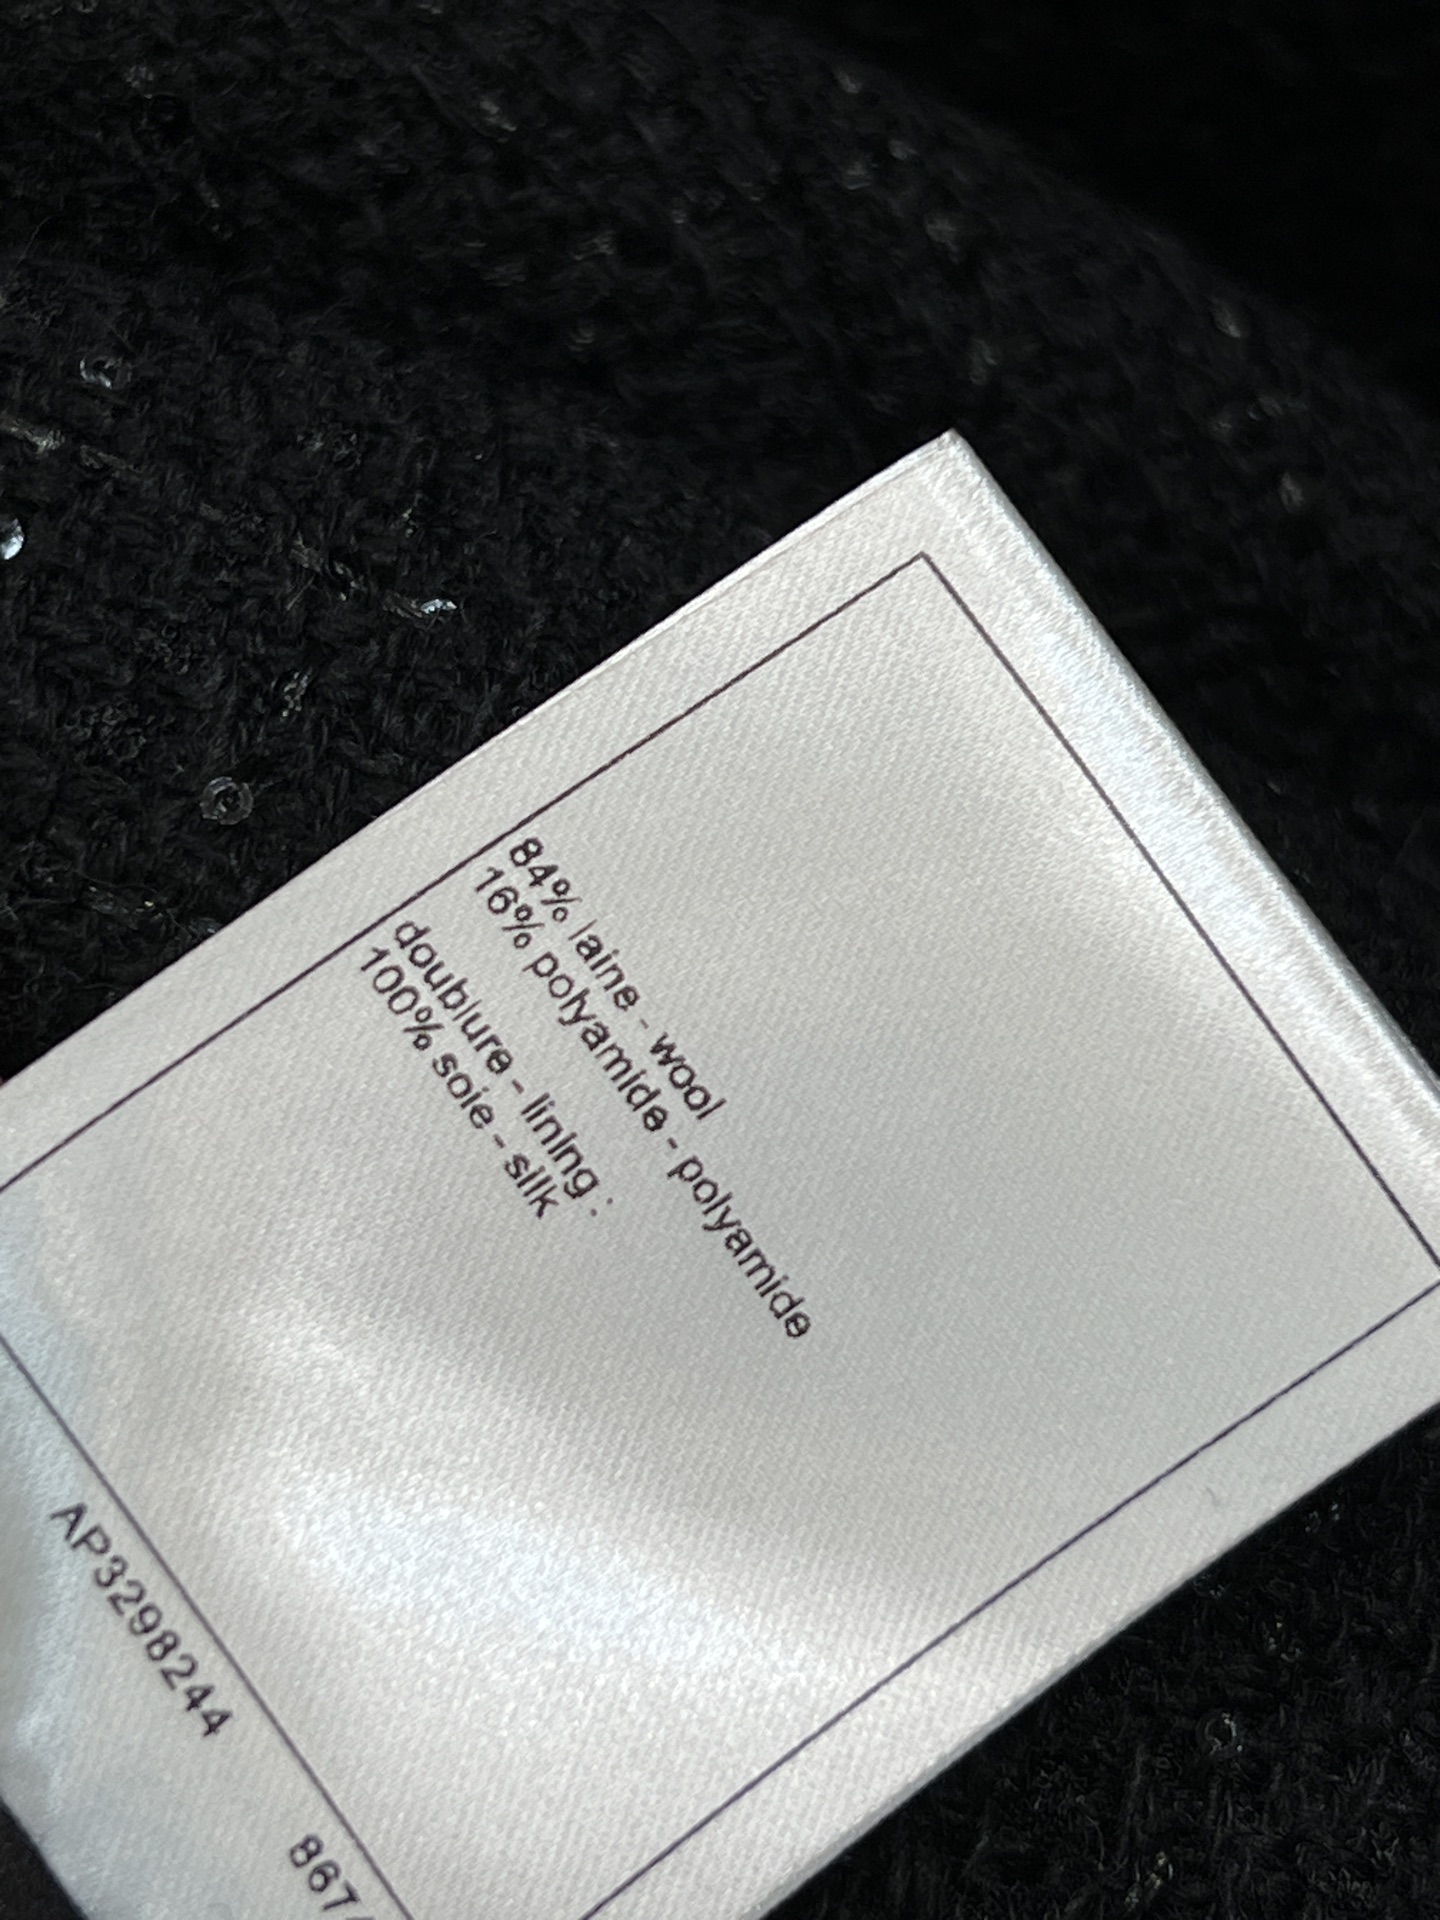 84% laine - wool
16% polyamide - polyamide
doublure - lining :
100% soie - silk
AP3298244
867